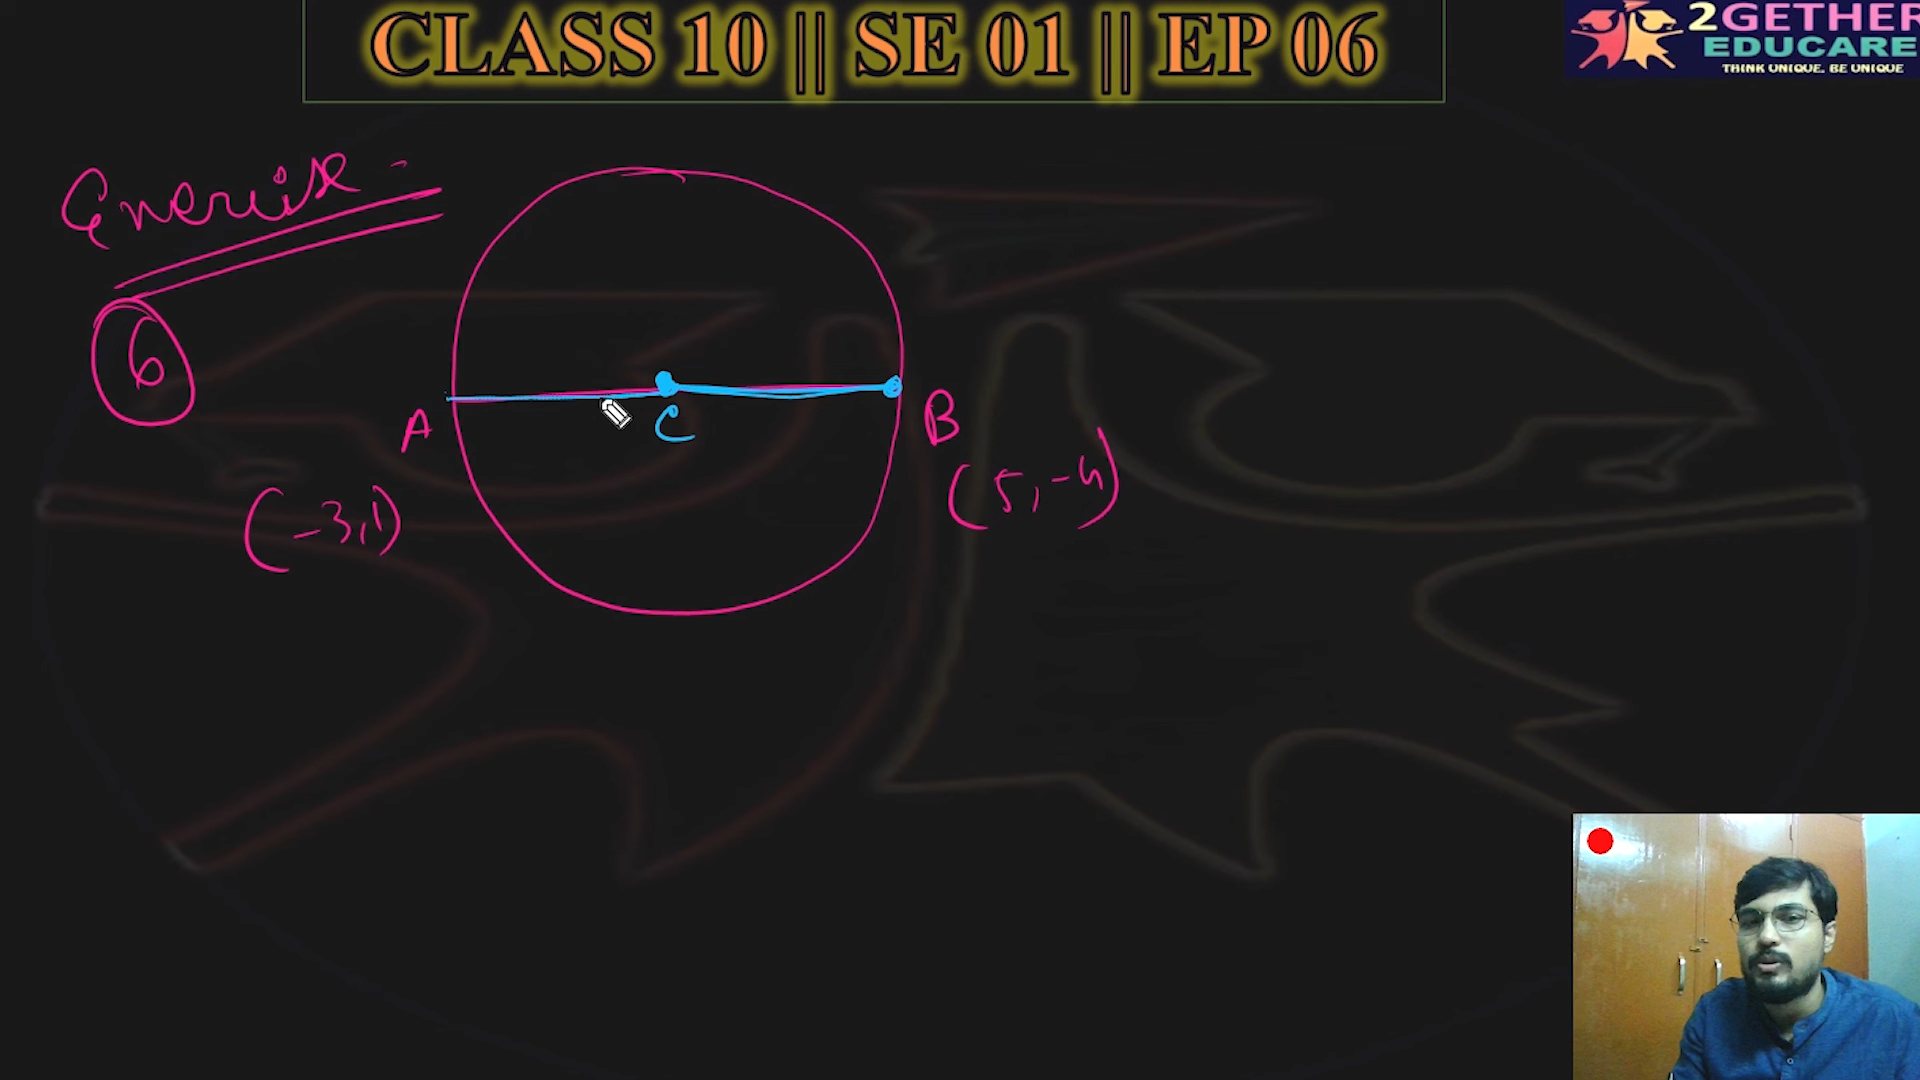 CLASS 10 || SE 01 || EP 06
2GETHER
EDUCARE
THINK UNIQUE. BE UNIQUE
Exercise -
6
A
C
B
(-3,1)
(5,-4)